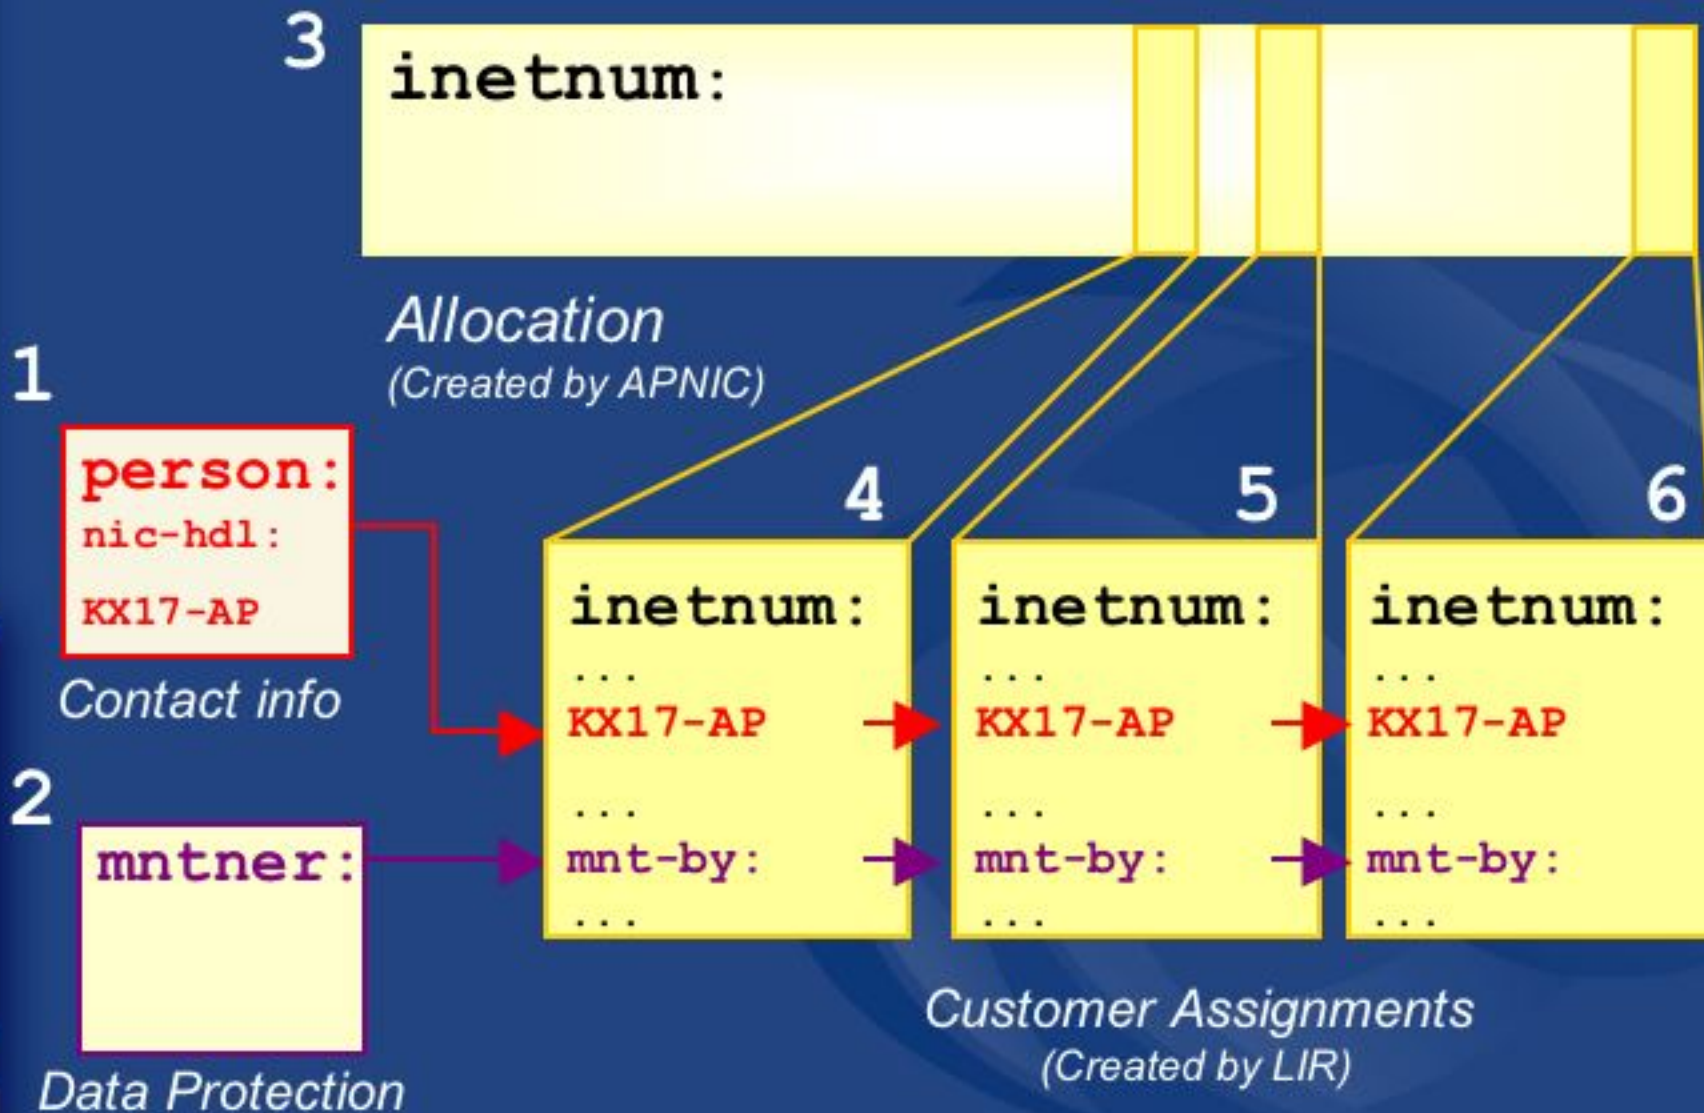 3
inetnum:
Allocation
(Created by APNIC)
1
person:
nic-hdl:
KX17-AP
Contact info
2
mntner:
Data Protection
4
inetnum:
...
KX17-AP
...
mnt-by:
...
5
inetnum:
...
KX17-AP
...
mnt-by:
...
6
inetnum:
...
KX17-AP
...
mnt-by:
...
Customer Assignments
(Created by LIR)